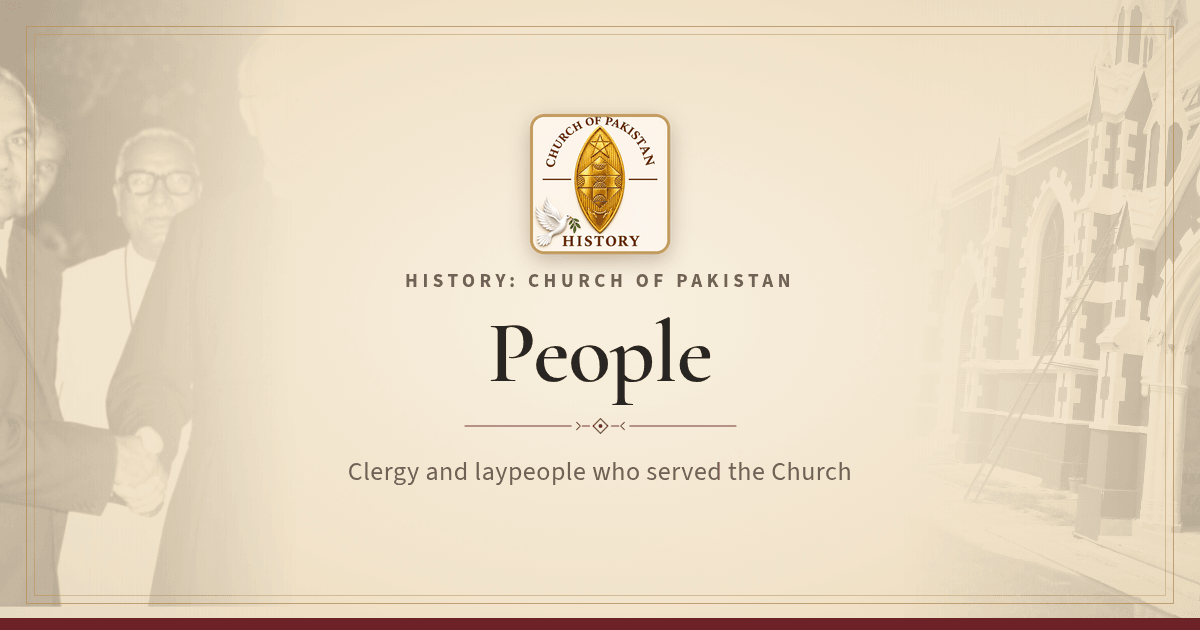 CHURCH OF PAKISTAN
HISTORY
HISTORY: CHURCH OF PAKISTAN
People
Clergy and laypeople who served the Church